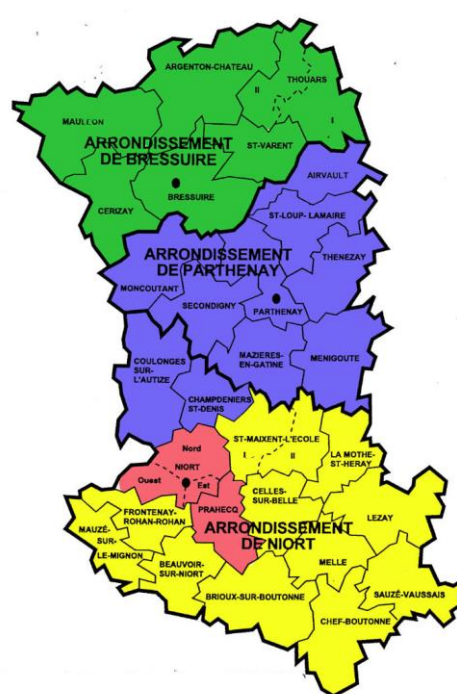 ARGENTON-CHATEAU
II
THOUARS
I
MAULEON
ARRONDISSEMENT
DE BRESSUIRE
ST-VARENT
AIRVAULT
BRESSUIRE
CERIZAY
ST-LOUP- LAMAIRE
ARRONDISSEMENT
DE PARTHENAY
THENEZAY
MONCOUTANT
SECONDIGNY
PARTHENAY
COULONGES
SUR-
L'AUTIZE
MAZIERES-
EN-GATINE
MENIGOUTE
CHAMPDENIERS
ST-DENIS
Nord
NIORT
Ouest
Est
ST-MAIXENT-L'ECOLE
I
II
LA MOTHE-
ST-HERAY
CELLES-
SUR-BELLE
PRAHECQ
FRONTENAY-
ROHAN-ROHAN
MAUZÉ-
SUR-
LE-MIGNON
ARRONDISSEMENT
DE NIORT
LEZAY
BEAUVOIR-
SUR-NIORT
MELLE
BRIOUX-SUR-BOUTONNE
SAUZÉ-VAUSSAIS
CHEF-BOUTONNE